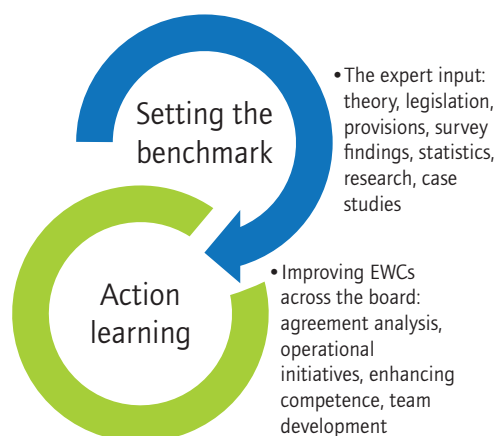 Setting the
benchmark
• The expert input:
theory, legislation,
provisions, survey
findings, statistics,
research, case
studies
Action
learning
• Improving EWCs
across the board:
agreement analysis,
operational
initiatives, enhancing
competence, team
development